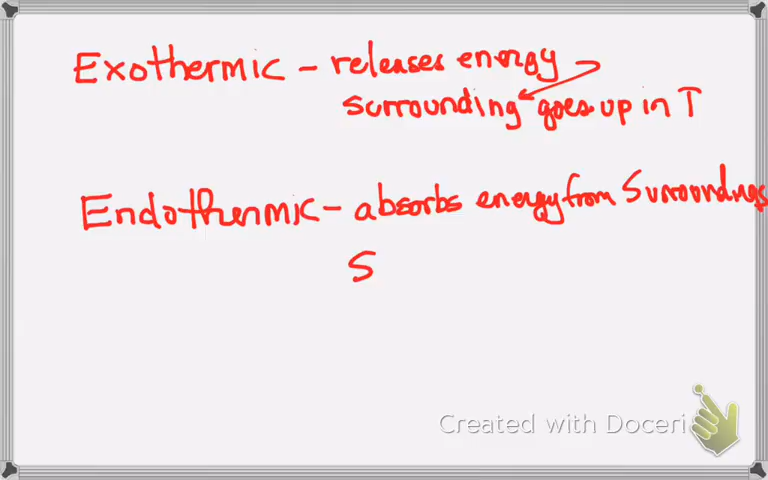 Exothermic - releases energy
surrounding goes up in T
Endothermic - absorbs energy from Surroundings
S
Created with Doceri